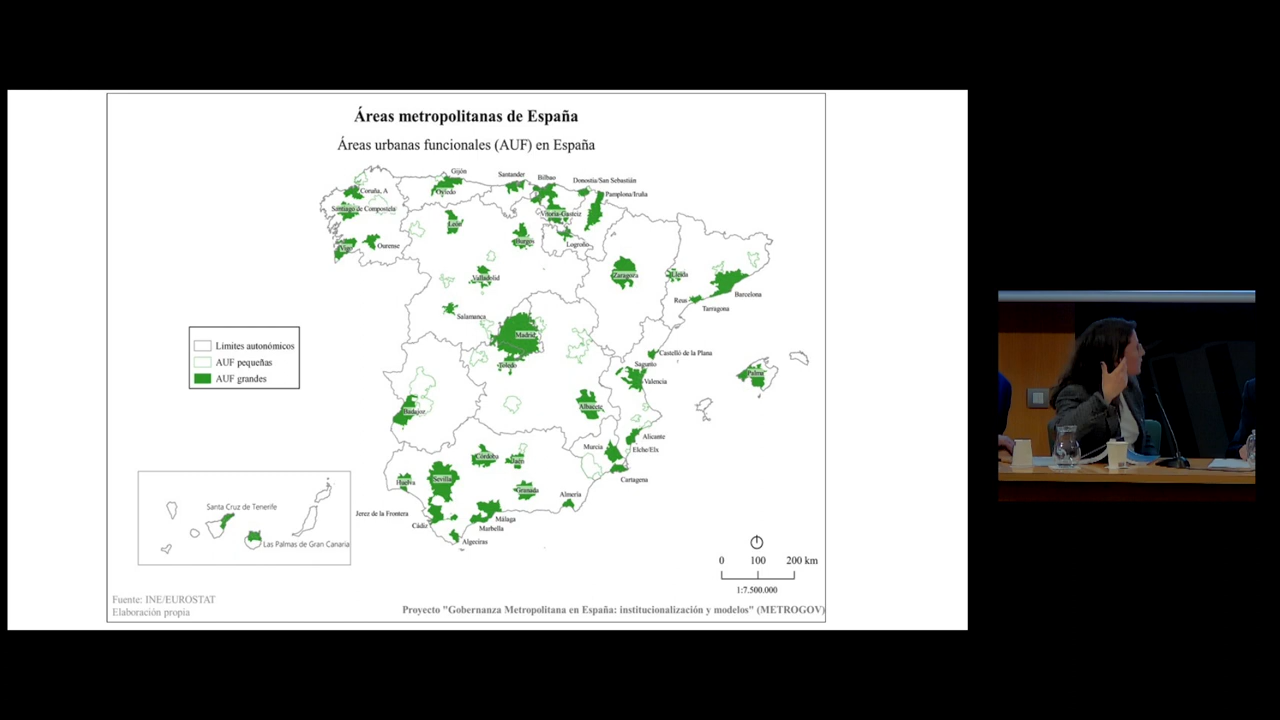 Áreas metropolitanas de España
Áreas urbanas funcionales (AUF) en España
Gijón
Oviedo
Santander
Bilbao
Donostia/San Sebastián
Pamplona/Iruña
Coruña, A
Santiago de Compostela
Vitoria-Gasteiz
León
Vigo
Ourense
Burgos
Logroño
Valladolid
Zaragoza
Lleida
Barcelona
Reus
Tarragona
Salamanca
Madrid
Toledo
Castelló de la Plana
Sagunto
Valencia
Palma
Límites autonómicos
AUF pequeñas
AUF grandes
Badajoz
Albacete
Alicante
Elche/Elx
Murcia
Cartagena
Córdoba
Jaén
Huelva
Sevilla
Granada
Almería
Jerez de la Frontera
Cádiz
Málaga
Marbella
Algeciras
Santa Cruz de Tenerife
Las Palmas de Gran Canaria
0 100 200 km
1:7.500.000
Fuente: INE/EUROSTAT
Elaboración propia
Proyecto "Gobernanza Metropolitana en España: institucionalización y modelos" (METROGOV)